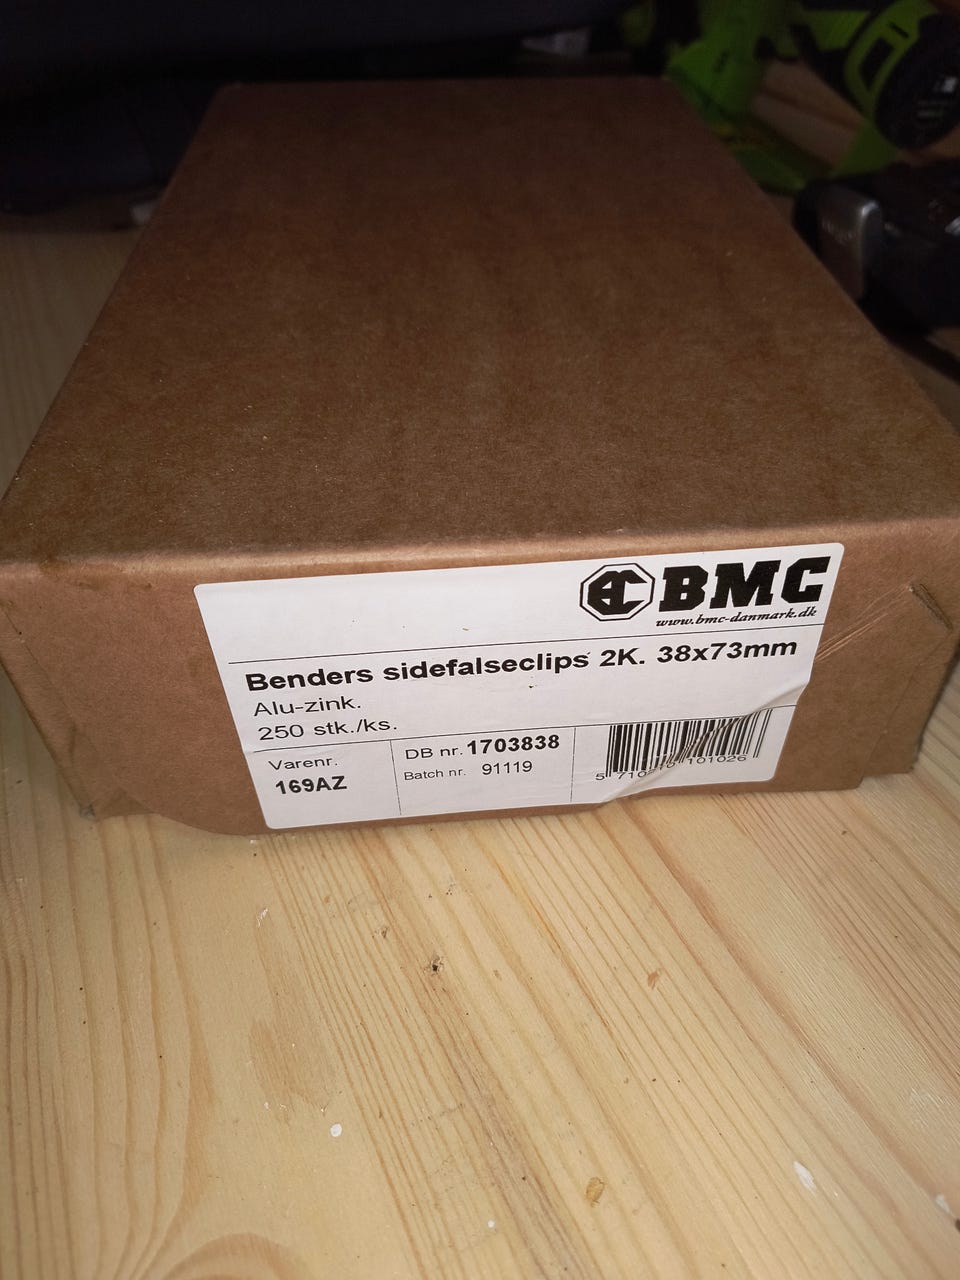 BMC
www.bmc-danmark.dk
Benders sidefalseclips 2K. 38x73mm
Alu-zink.
250 stk./ks.
Varenr.
169AZ
DB nr. 1703838
Batch nr. 91119